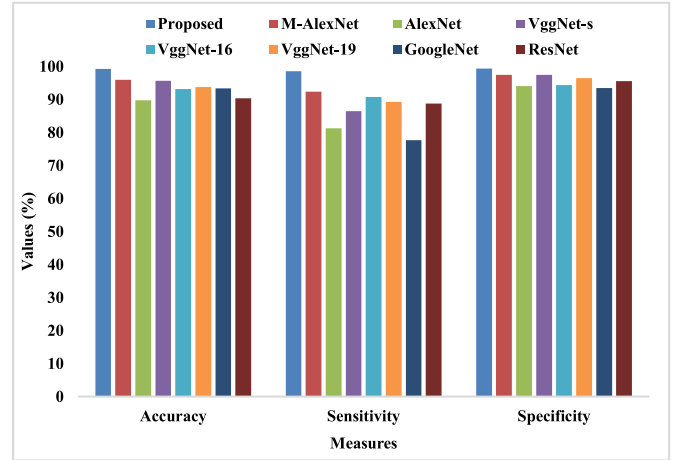 Proposed M-AlexNet AlexNet VggNet-s
VggNet-16 VggNet-19 GoogleNet ResNet
100
90
80
70
60
50
40
30
20
10
0
Values (%)
Accuracy Sensitivity Specificity
Measures